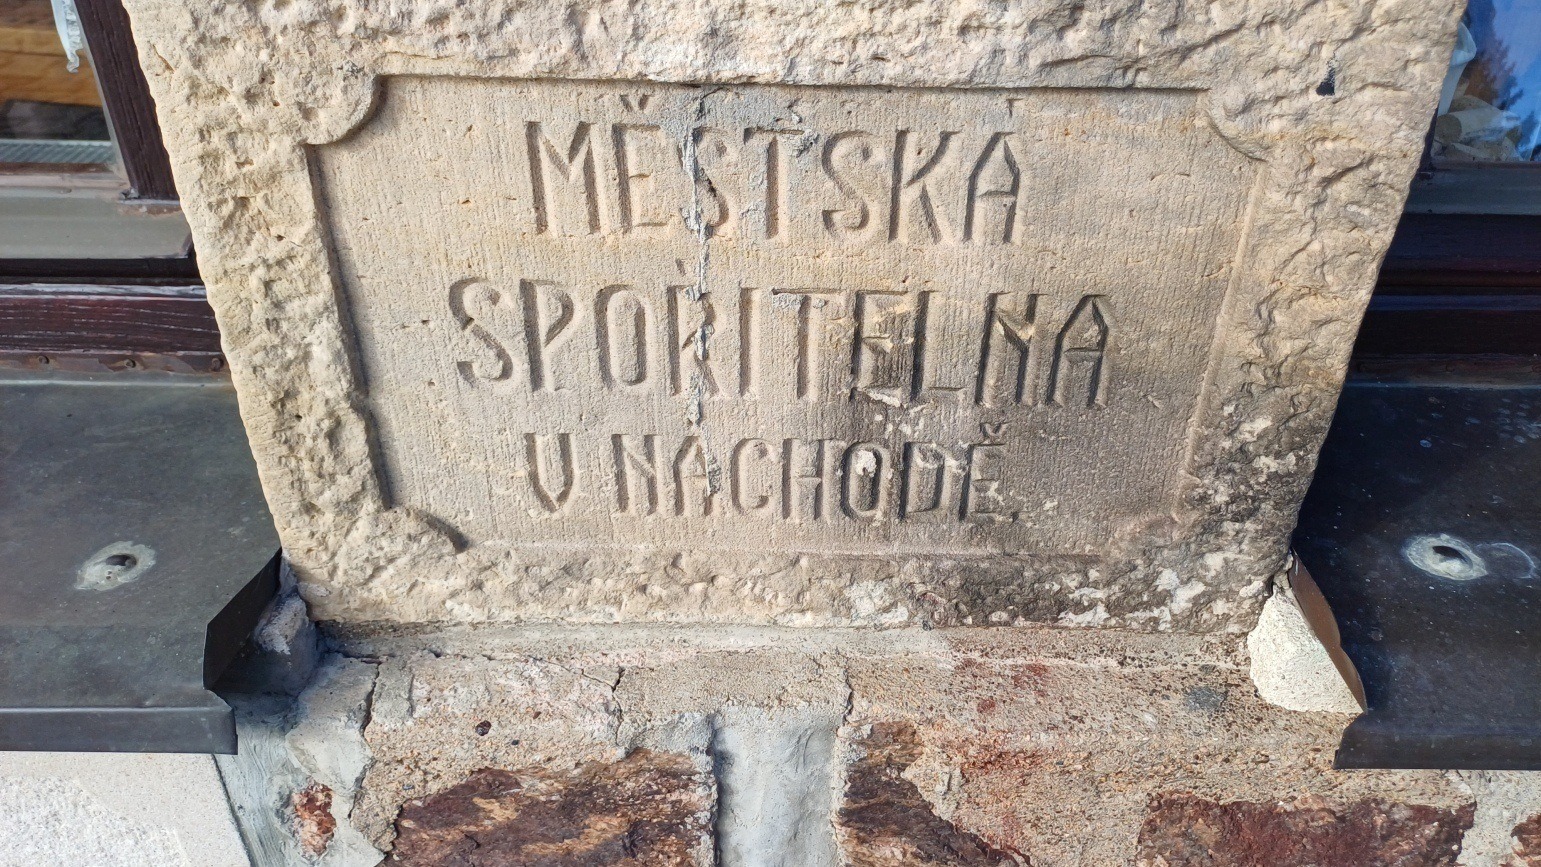 MĚSTSKÁ
SPOŘITELNA
V NÁCHODĚ.